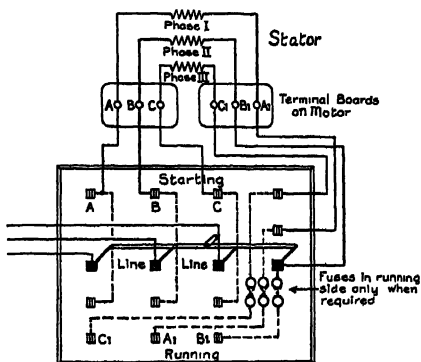 Phase I
Stator
Phase II
Phase III
A B C C1 B1 A1
Terminal Boards
on Motor
Starting
A B C
Line Line
Fuses in running
side only when
required
C1 A1 B1
Running